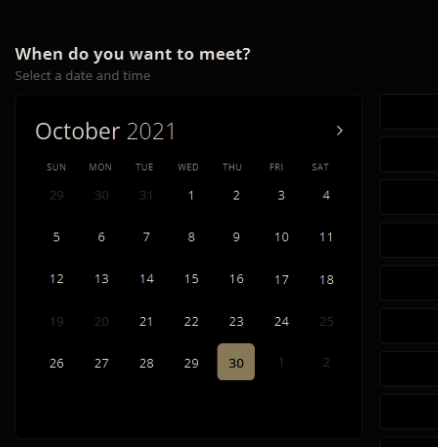 When do you want to meet?
Select a date and time
October 2021 >
SUN MON TUE WED THU FRI SAT
29 30 31 1 2 3 4
5 6 7 8 9 10 11
12 13 14 15 16 17 18
19 20 21 22 23 24 25
26 27 28 29 30 1 2